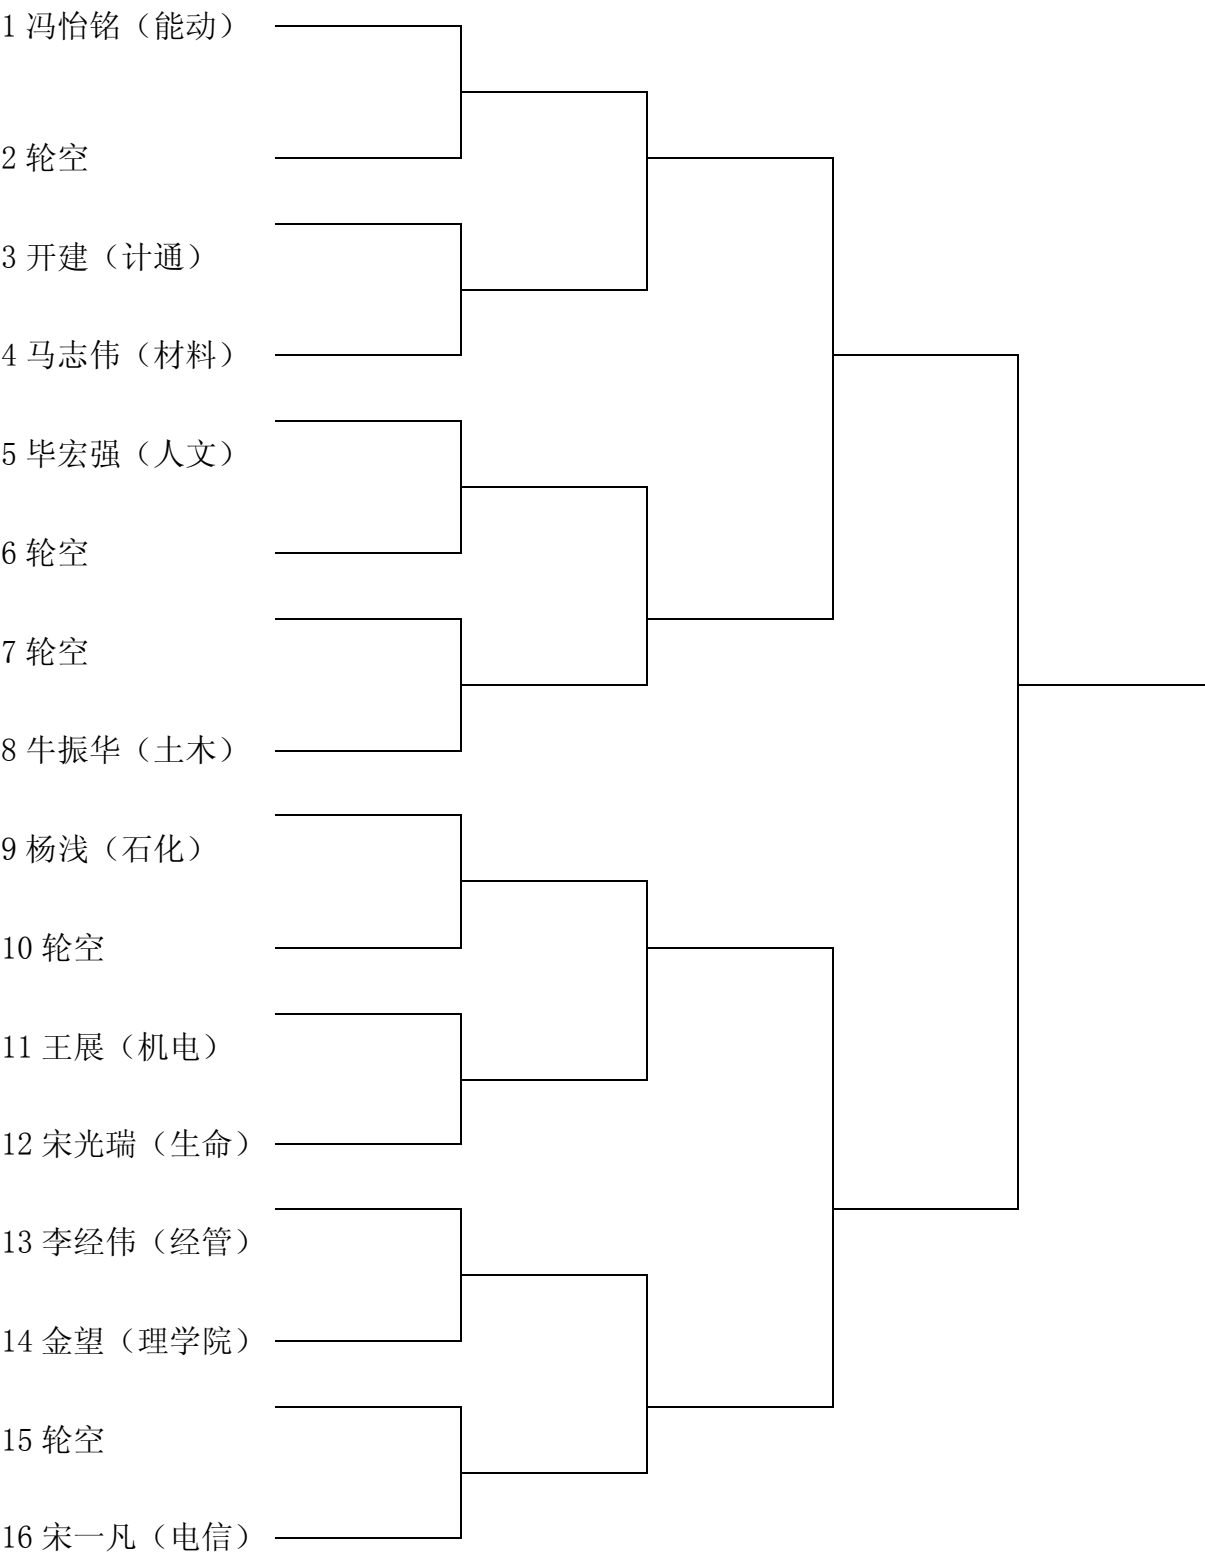 1 冯怡铭（能动）
2 轮空
3 开建（计通）
4 马志伟（材料）
5 毕宏强（人文）
6 轮空
7 轮空
8 牛振华（土木）
9 杨浅（石化）
10 轮空
11 王展（机电）
12 宋光瑞（生命）
13 李经伟（经管）
14 金望（理学院）
15 轮空
16 宋一凡（电信）